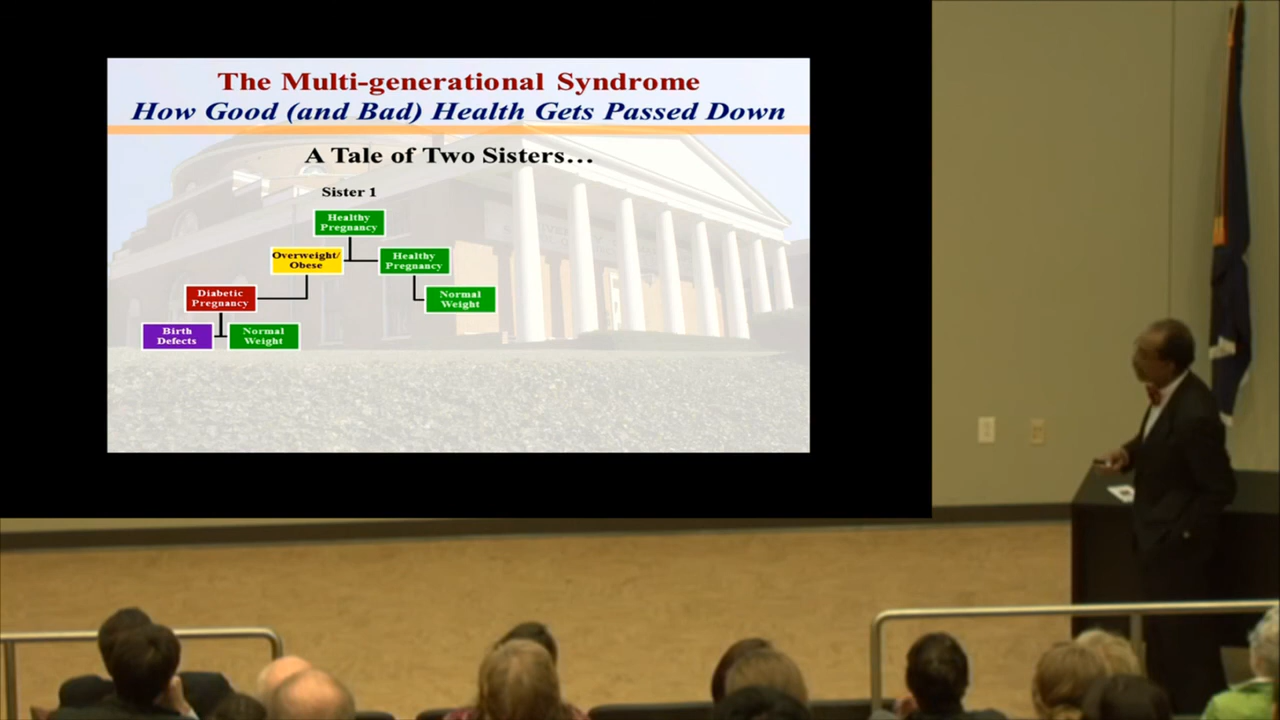 The Multi-generational Syndrome
How Good (and Bad) Health Gets Passed Down
A Tale of Two Sisters...
Sister 1
Healthy
Pregnancy
Overweight/
Obese
Healthy
Pregnancy
Diabetic
Pregnancy
Normal
Weight
Birth
Defects
Normal
Weight